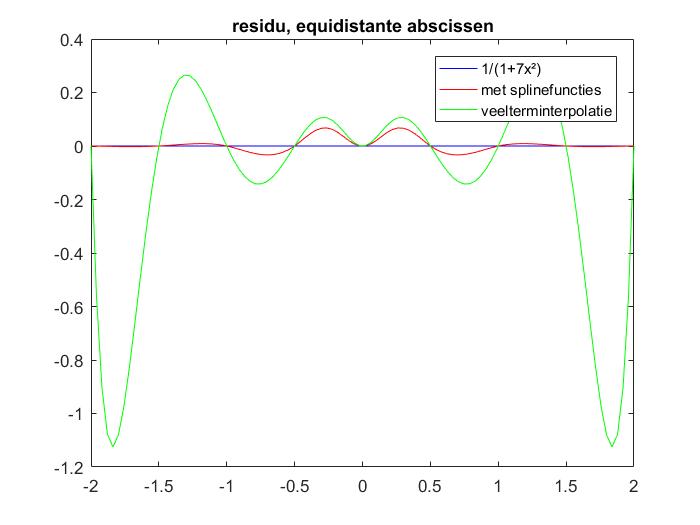 residu, equidistante abscissen
1/(1+7x²)
met splinefuncties
veelterminterpolatie
0.4
0.2
0
-0.2
-0.4
-0.6
-0.8
-1
-1.2
-2 -1.5 -1 -0.5 0 0.5 1 1.5 2